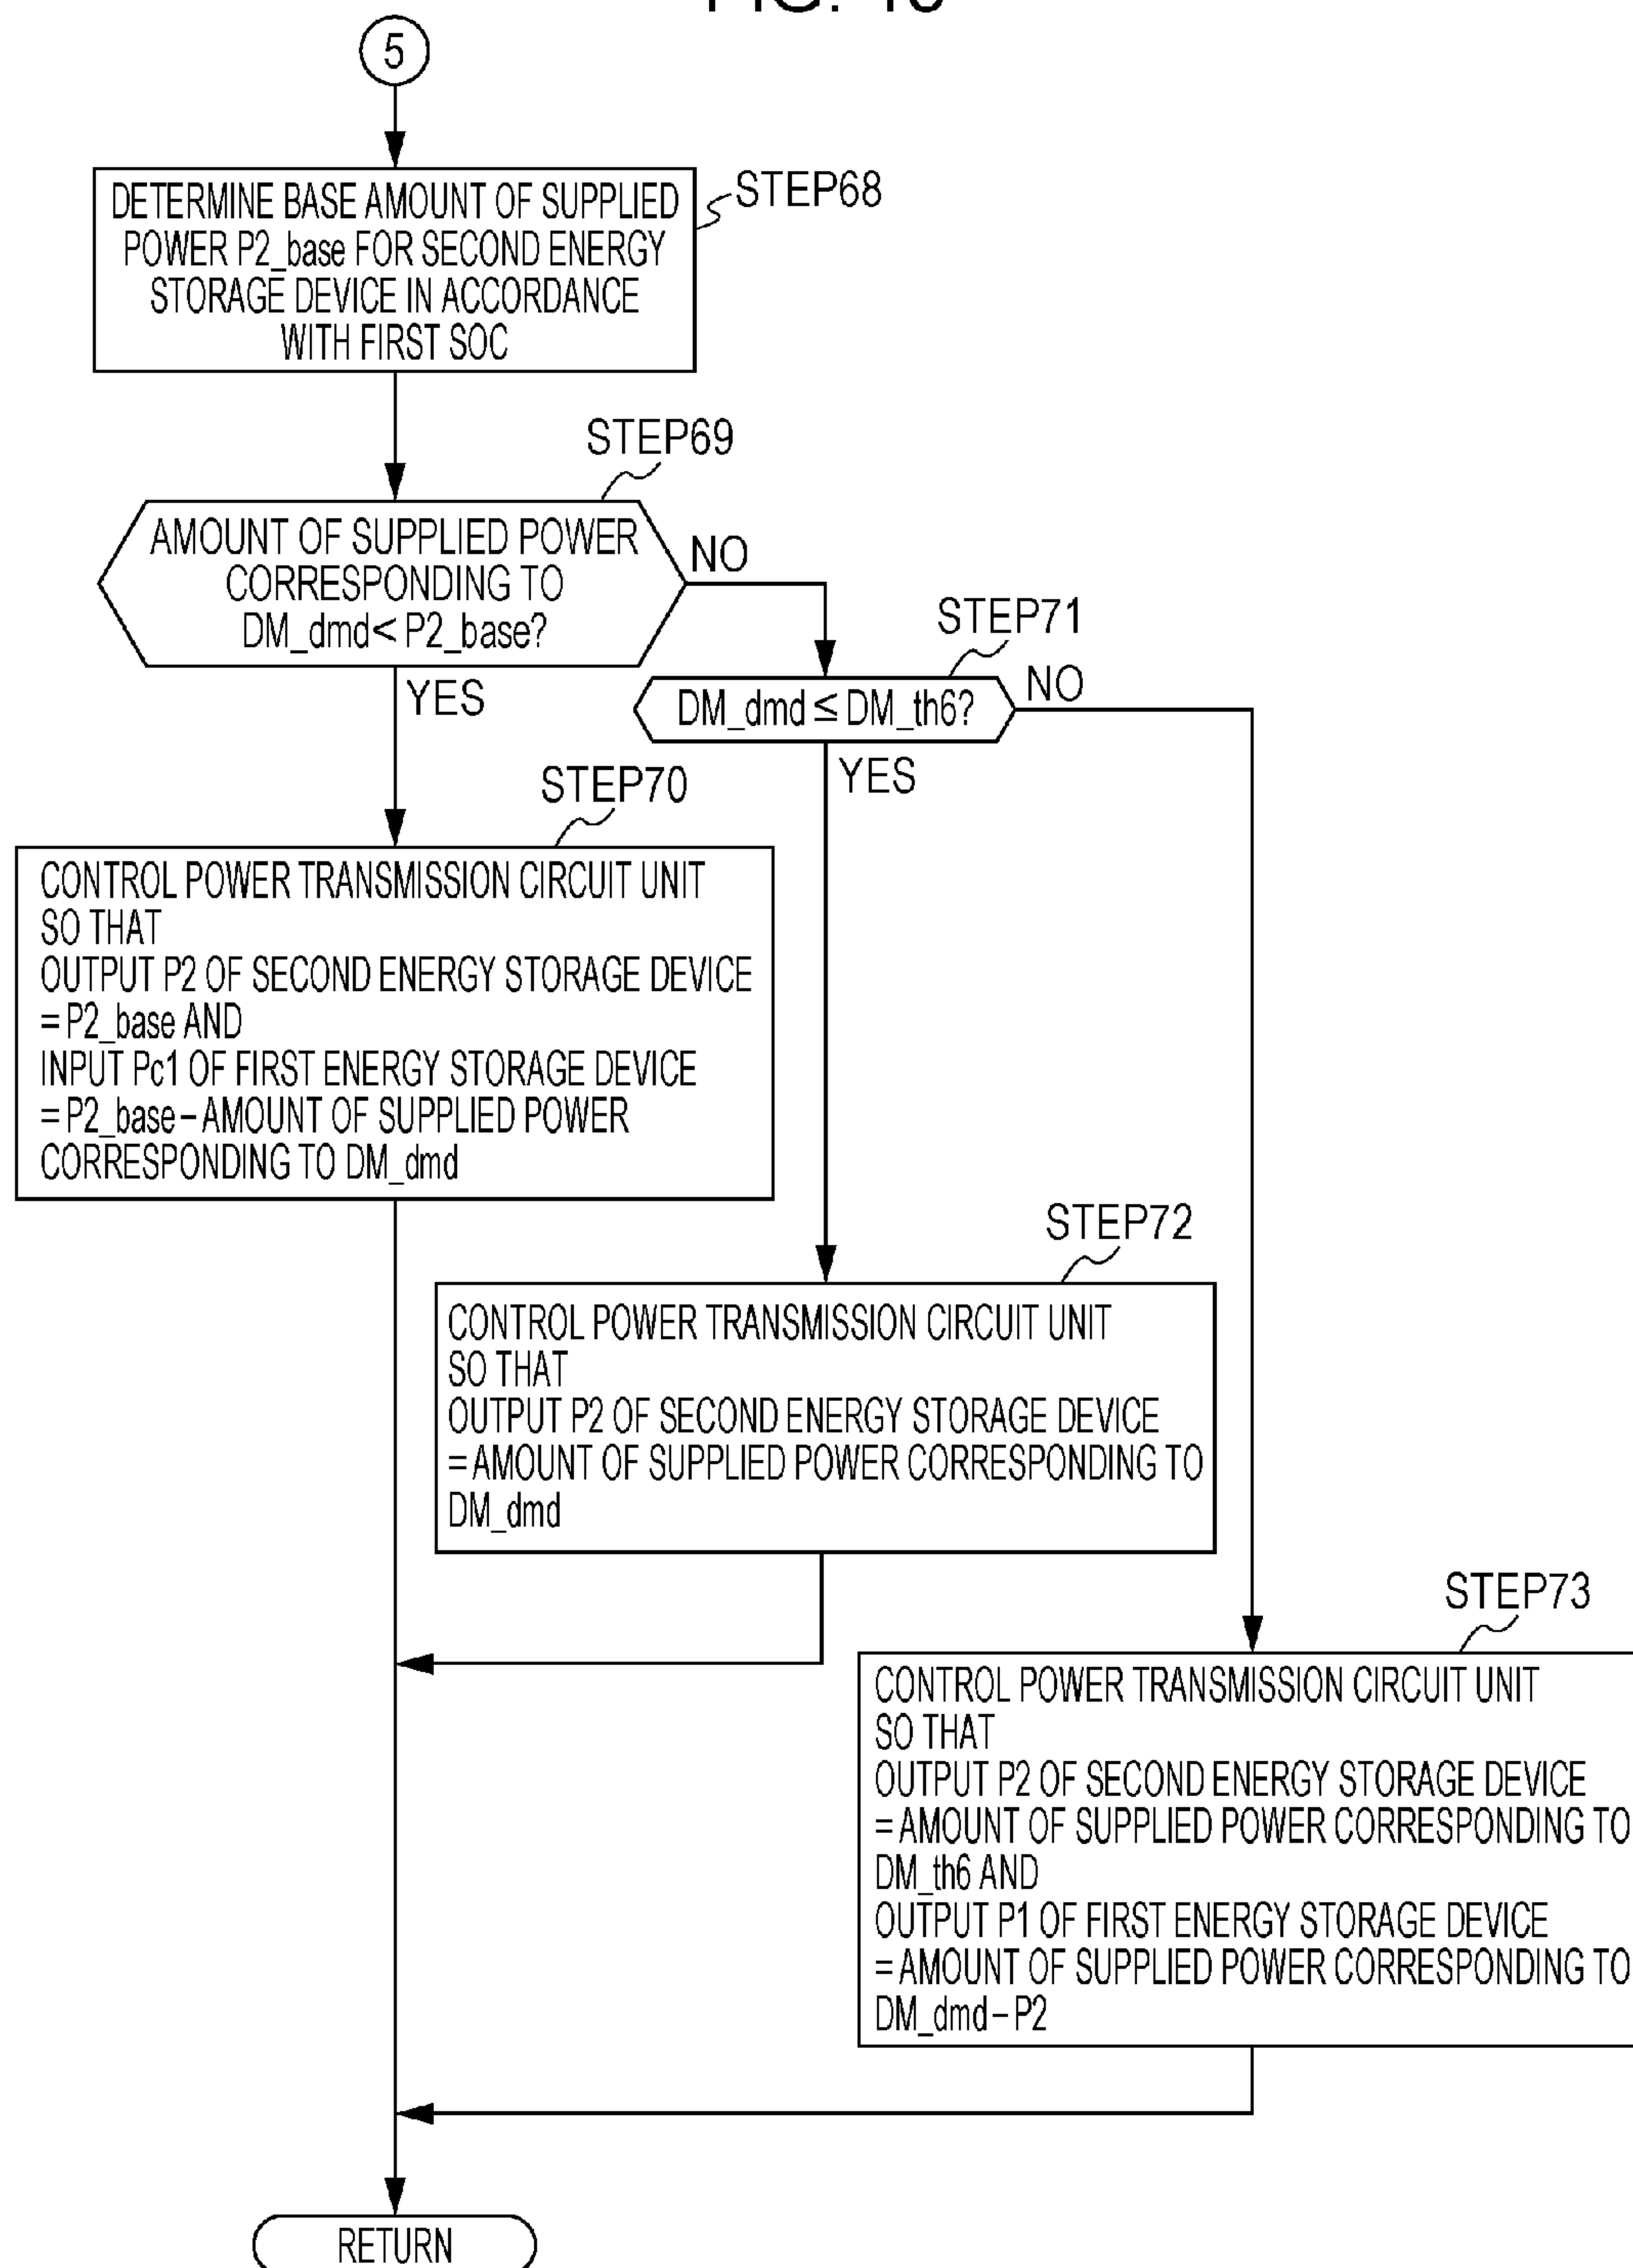 5
DETERMINE BASE AMOUNT OF SUPPLIED
POWER P2_base FOR SECOND ENERGY
STORAGE DEVICE IN ACCORDANCE
WITH FIRST SOC
STEP68
STEP69
AMOUNT OF SUPPLIED POWER
CORRESPONDING TO
DM_dmd< P2_base?
NO
YES
STEP71
DM_dmd ≤ DM_th6?
NO
YES
STEP70
CONTROL POWER TRANSMISSION CIRCUIT UNIT
SO THAT
OUTPUT P2 OF SECOND ENERGY STORAGE DEVICE
= P2_base AND
INPUT Pc1 OF FIRST ENERGY STORAGE DEVICE
= P2_base – AMOUNT OF SUPPLIED POWER
CORRESPONDING TO DM_dmd
STEP72
CONTROL POWER TRANSMISSION CIRCUIT UNIT
SO THAT
OUTPUT P2 OF SECOND ENERGY STORAGE DEVICE
= AMOUNT OF SUPPLIED POWER CORRESPONDING TO
DM_dmd
STEP73
CONTROL POWER TRANSMISSION CIRCUIT UNIT
SO THAT
OUTPUT P2 OF SECOND ENERGY STORAGE DEVICE
= AMOUNT OF SUPPLIED POWER CORRESPONDING TO
DM_th6 AND
OUTPUT P1 OF FIRST ENERGY STORAGE DEVICE
= AMOUNT OF SUPPLIED POWER CORRESPONDING TO
DM_dmd – P2
RETURN